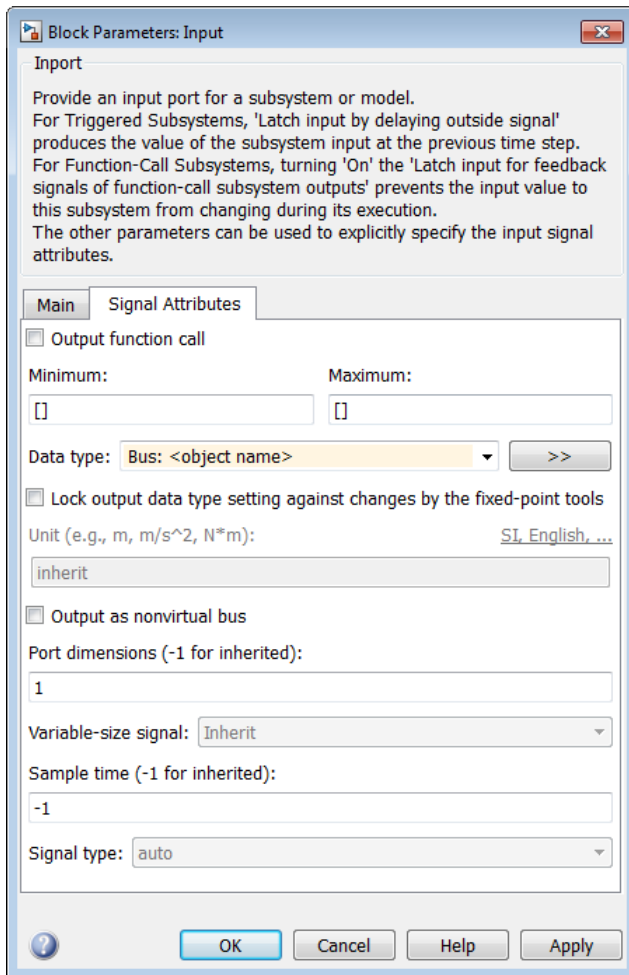 Block Parameters: Input
Inport
Provide an input port for a subsystem or model.
For Triggered Subsystems, 'Latch input by delaying outside signal'
produces the value of the subsystem input at the previous time step.
For Function-Call Subsystems, turning 'On' the 'Latch input for feedback
signals of function-call subsystem outputs' prevents the input value to
this subsystem from changing during its execution.
The other parameters can be used to explicitly specify the input signal
attributes.
Main Signal Attributes
Output function call
Minimum: Maximum:
[] []
Data type: Bus: <object name> >>
Lock output data type setting against changes by the fixed-point tools
Unit (e.g., m, m/s^2, N*m): SI, English, ...
inherit
Output as nonvirtual bus
Port dimensions (-1 for inherited):
1
Variable-size signal: Inherit
Sample time (-1 for inherited):
-1
Signal type: auto
? OK Cancel Help Apply